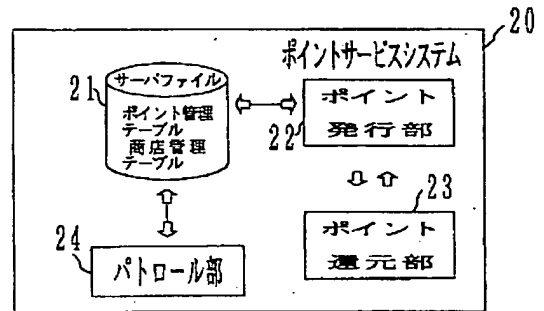 20
ポイントサービスシステム
21
サーバファイル
ポイント管理
テーブル
商店管理
テーブル
ポイント
発行部
22
23
ポイント
還元部
24
パトロール部